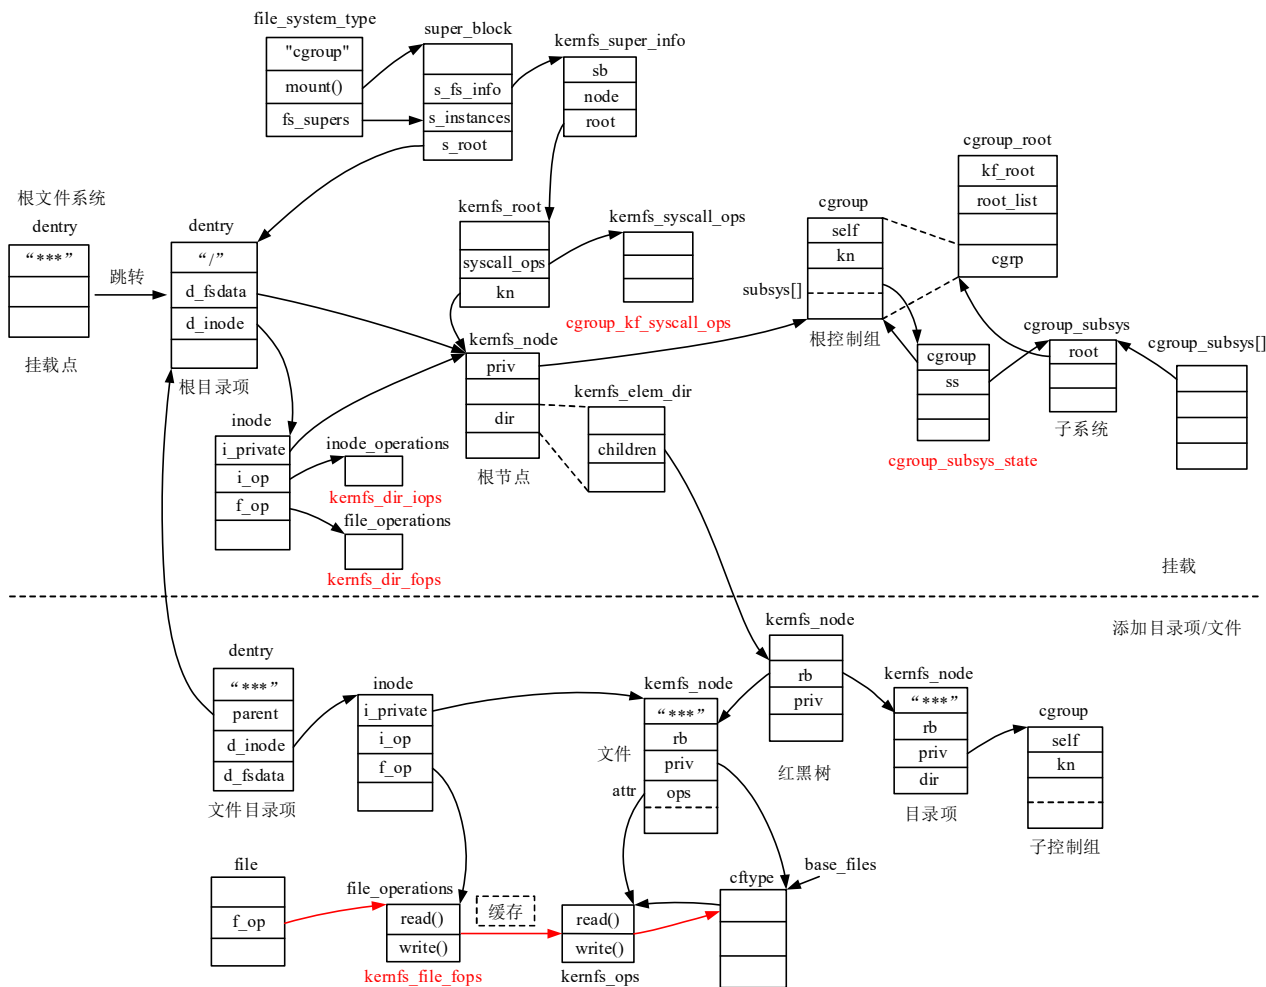 file_system_type
"cgroup"
mount()
fs_supers
super_block
s_fs_info
s_instances
s_root
kernfs_super_info
sb
node
root
cgroup_root
kf_root
root_list
cgrp
根文件系统
dentry
“***”
挂载点
跳转
dentry
“/”
d_fsdata
d_inode
根目录项
kernfs_root
syscall_ops
kn
kernfs_syscall_ops
cgroup_kf_syscall_ops
cgroup
self
kn
subsys[]
根控制组
cgroup
ss
cgroup_subsys_state
cgroup_subsys
root
子系统
cgroup_subsys[]
kernfs_node
priv
dir
根节点
kernfs_elem_dir
children
inode
i_private
i_op
f_op
inode_operations
kernfs_dir_iops
file_operations
kernfs_dir_fops
挂载
添加目录项/文件
dentry
“***”
parent
d_inode
d_fsdata
文件目录项
inode
i_private
i_op
f_op
kernfs_node
“***”
rb
priv
ops
文件
attr
kernfs_node
rb
priv
红黑树
kernfs_node
“***”
rb
priv
dir
目录项
cgroup
self
kn
子控制组
file
f_op
file_operations
read()
write()
kernfs_file_fops
缓存
read()
write()
kernfs_ops
cftype
base_files